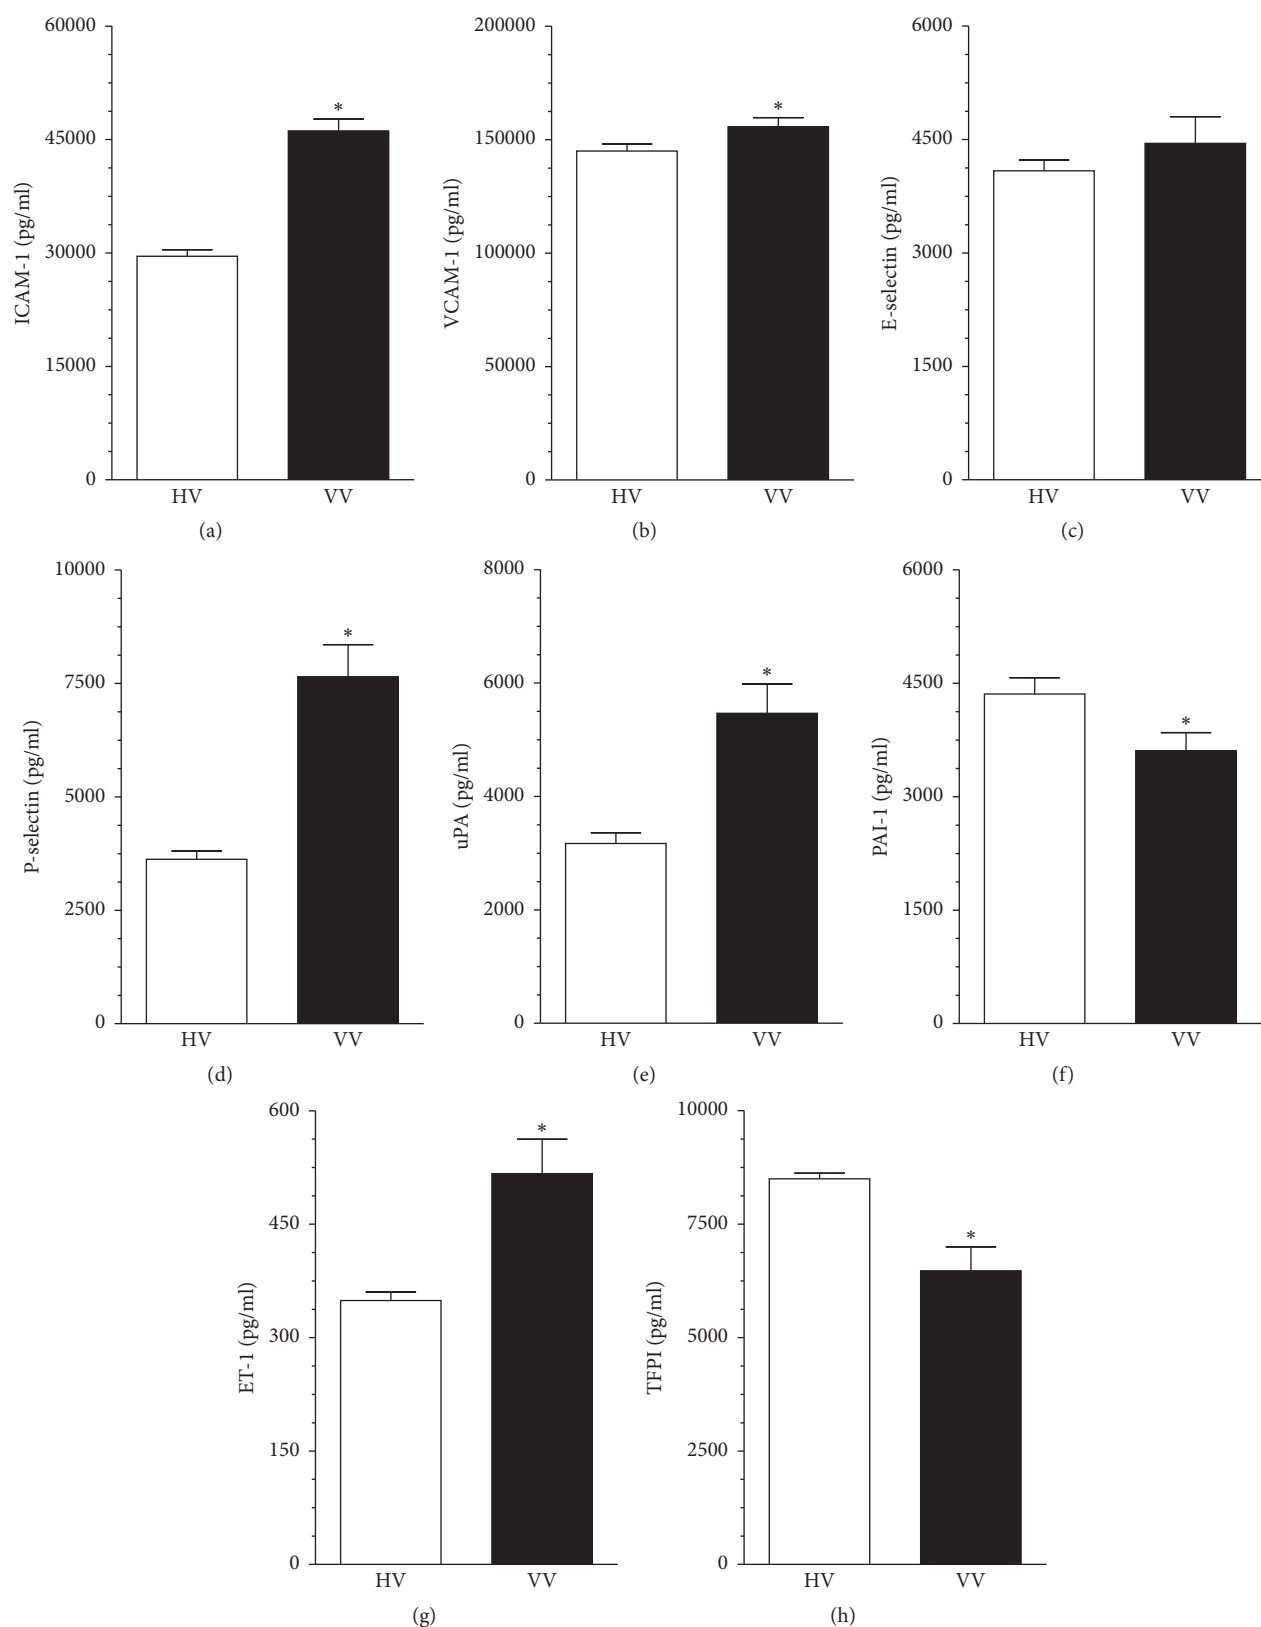 60000
45000
30000
15000
0
ICAM-1 (pg/ml)
*
HV VV
(a)
200000
150000
100000
50000
0
VCAM-1 (pg/ml)
*
HV VV
(b)
6000
4500
3000
1500
0
E-selectin (pg/ml)
HV VV
(c)
10000
7500
5000
2500
0
P-selectin (pg/ml)
*
HV VV
(d)
8000
6000
4000
2000
0
uPA (pg/ml)
*
HV VV
(e)
6000
4500
3000
1500
0
PAI-1 (pg/ml)
*
HV VV
(f)
600
450
300
150
0
ET-1 (pg/ml)
*
HV VV
(g)
10000
7500
5000
2500
0
TFPI (pg/ml)
*
HV VV
(h)